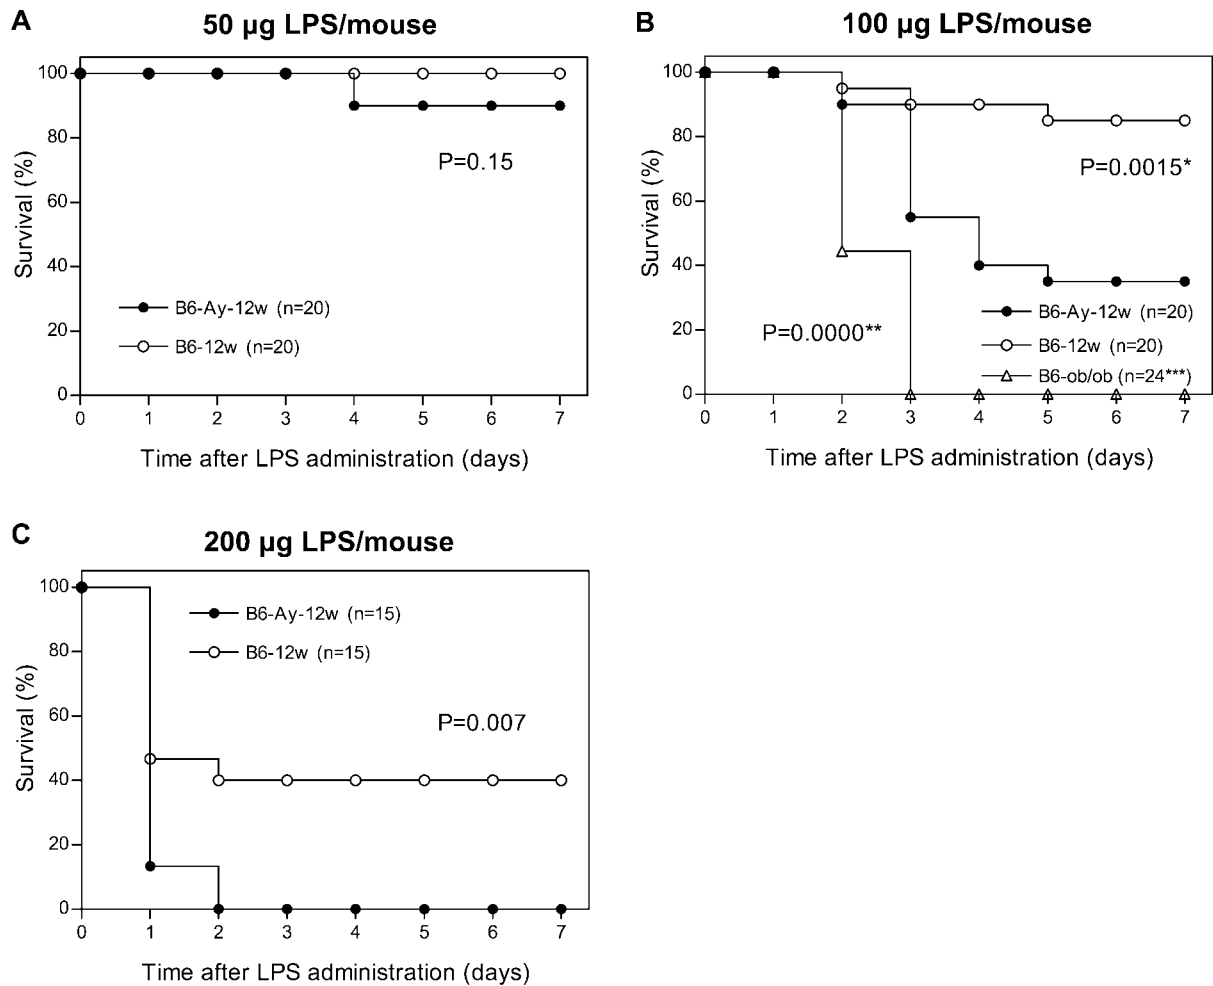 A
50 µg LPS/mouse
100
80
60
40
20
0
Survival (%)
P=0.15
B6-Ay-12w (n=20)
B6-12w (n=20)
0 1 2 3 4 5 6 7
Time after LPS administration (days)
B
100 µg LPS/mouse
100
80
60
40
20
0
Survival (%)
P=0.0015*
P=0.0000**
B6-Ay-12w (n=20)
B6-12w (n=20)
B6-ob/ob (n=24***)
0 1 2 3 4 5 6 7
Time after LPS administration (days)
C
200 µg LPS/mouse
100
80
60
40
20
0
Survival (%)
B6-Ay-12w (n=15)
B6-12w (n=15)
P=0.007
0 1 2 3 4 5 6 7
Time after LPS administration (days)